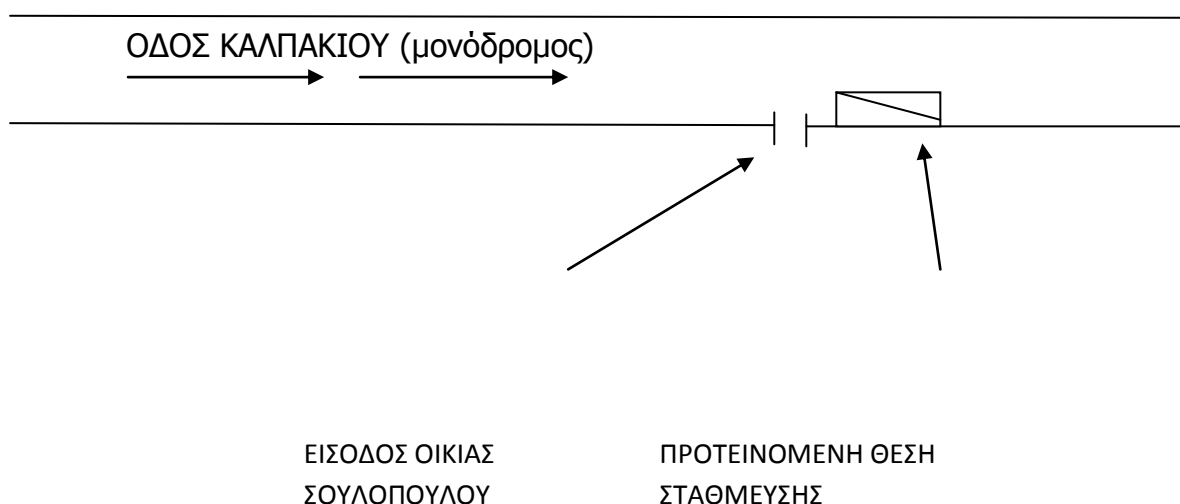 ΟΔΟΣ ΚΑΛΠΑΚΙΟΥ (μονόδρομος)
ΕΙΣΟΔΟΣ ΟΙΚΙΑΣ
ΣΟΥΛΟΠΟΥΛΟΥ
ΠΡΟΤΕΙΝΟΜΕΝΗ ΘΕΣΗ
ΣΤΑΘΜΕΥΣΗΣ